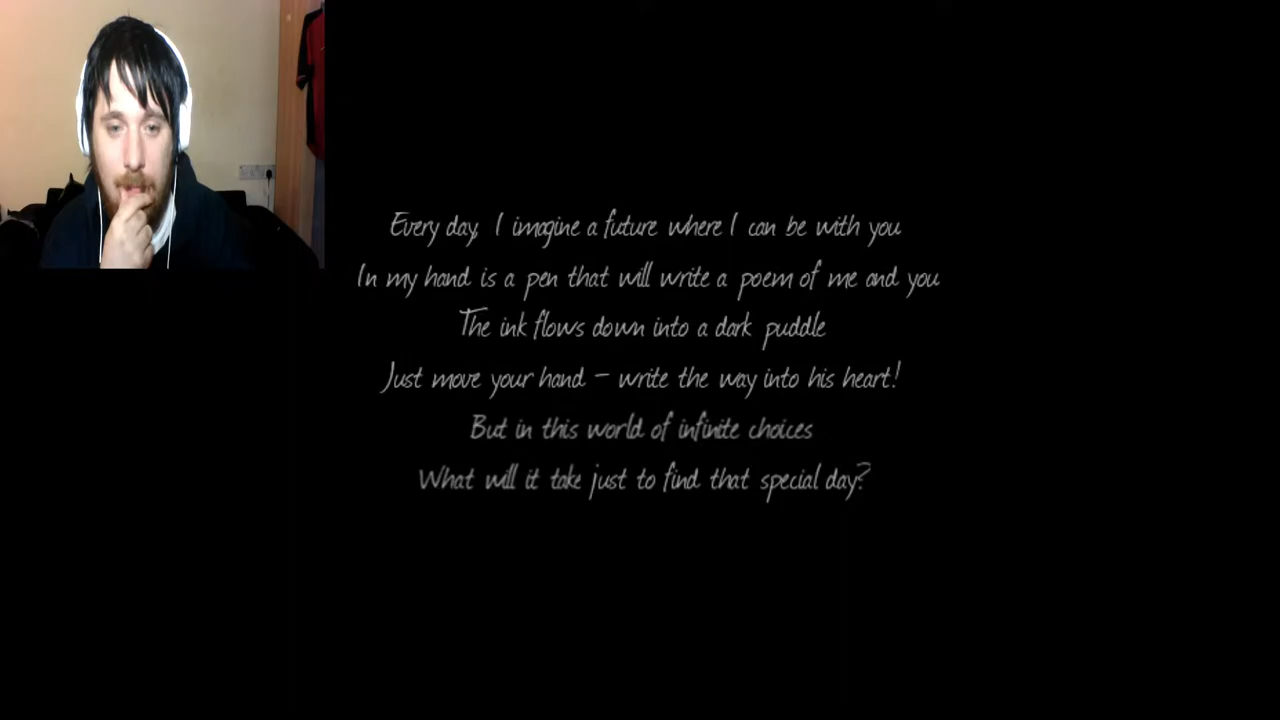 Every day, I imagine a future where I can be with you
In my hand is a pen that will write a poem of me and you
The ink flows down into a dark puddle
Just move your hand – write the way into his heart!
But in this world of infinite choices
What will it take just to find that special day?